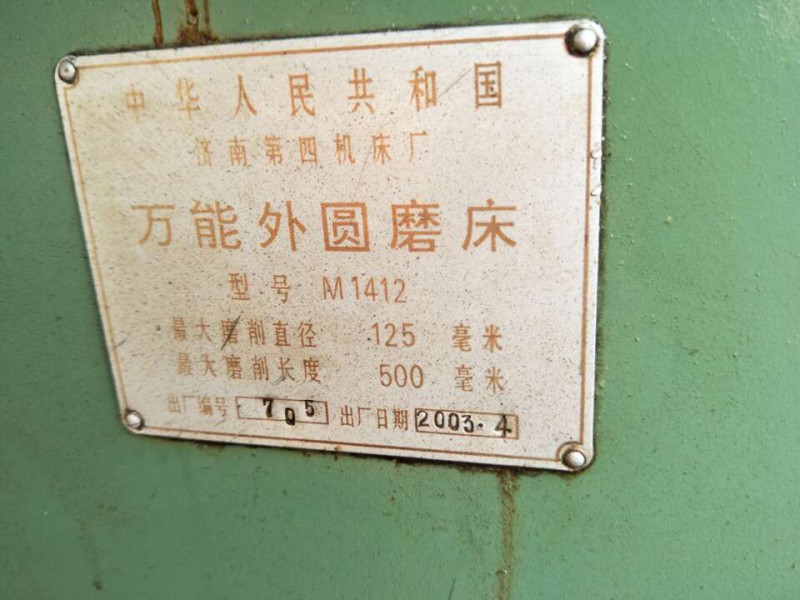 中华人民共和国
济南第四机床厂
万能外圆磨床
型号 M1412
最大磨削直径 125 毫米
最大磨削长度 500 毫米
出厂编号 705 出厂日期 2003.4